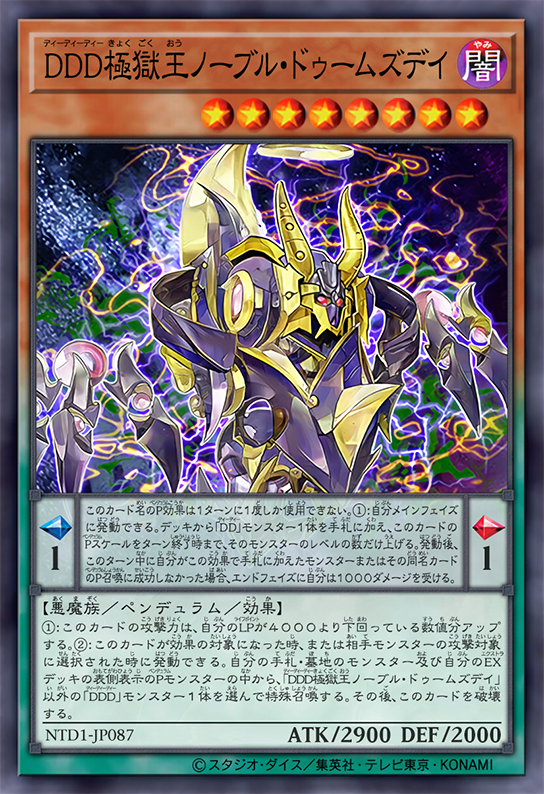 ディーディーディー きょく ごく おう
DDD極獄王ノーブル・ドゥームズデイ
やみ
闇
このカード名のP効果は1ターンに1度しか使用できない。①:自分メインフェイズ
に発動できる。デッキから「DD」モンスター1体を手札に加え、このカードの
Pスケールをターン終了時まで、そのモンスターのレベルの数だけ上げる。発動後、
このターン中に自分がこの効果で手札に加えたモンスターまたはその同名カード
のP召喚に成功しなかった場合、エンドフェイズに自分は1000ダメージを受ける。
1
1
【悪魔族/ペンデュラム/効果】
①:このカードの攻撃力は、自分のLPが4000より下回っている数値分アップ
する。②:このカードが効果の対象になった時、または相手モンスターの攻撃対象
に選択された時に発動できる。自分の手札・墓地のモンスター及び自分のEX
デッキの表側表示のPモンスターの中から、「DDD極獄王ノーブル・ドゥームズデイ」
以外の「DDD」モンスター1体を選んで特殊召喚する。その後、このカードを破壊
する。
NTD1-JP087
ATK/2900 DEF/2000
©スタジオ・ダイス/集英社・テレビ東京・KONAMI